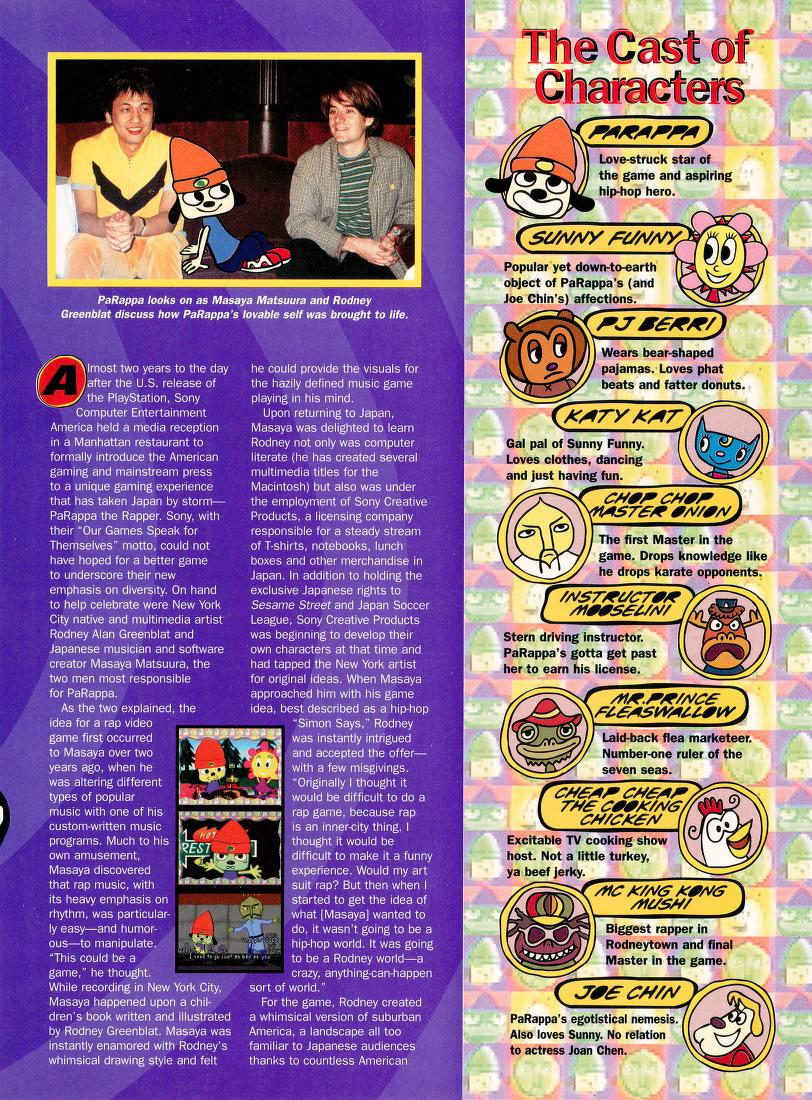 PaRappa looks on as Masaya Matsuura and Rodney
Greenblat discuss how PaRappa's lovable self was brought to life.
Almost two years to the day
after the U.S. release of
the PlayStation, Sony
Computer Entertainment
America held a media reception
in a Manhattan restaurant to
formally introduce the American
gaming and mainstream press
to a unique gaming experience
that has taken Japan by storm—
PaRappa the Rapper. Sony, with
their "Our Games Speak for
Themselves" motto, could not
have hoped for a better game
to underscore their new
emphasis on diversity. On hand
to help celebrate were New York
City native and multimedia artist
Rodney Alan Greenblat and
Japanese musician and software
creator Masaya Matsuura, the
two men most responsible
for PaRappa.
As the two explained, the
idea for a rap video
game first occurred
to Masaya over two
years ago, when he
was altering different
types of popular
music with one of his
custom-written music
programs. Much to his
own amusement,
Masaya discovered
that rap music, with
its heavy emphasis on
rhythm, was particular-
ly easy—and humor-
ous—to manipulate.
"This could be a
game," he thought.
While recording in New York City,
Masaya happened upon a chil-
dren's book written and illustrated
by Rodney Greenblat. Masaya was
instantly enamored with Rodney's
whimsical drawing style and felt
he could provide the visuals for
the hazily defined music game
playing in his mind.
Upon returning to Japan,
Masaya was delighted to learn
Rodney not only was computer
literate (he has created several
multimedia titles for the
Macintosh) but also was under
the employment of Sony Creative
Products, a licensing company
responsible for a steady stream
of T-shirts, notebooks, lunch
boxes and other merchandise in
Japan. In addition to holding the
exclusive Japanese rights to
Sesame Street and Japan Soccer
League, Sony Creative Products
was beginning to develop their
own characters at that time and
had tapped the New York artist
for original ideas. When Masaya
approached him with his game
idea, best described as a hip-hop
"Simon Says," Rodney
was instantly intrigued
and accepted the offer—
with a few misgivings.
"Originally I thought it
would be difficult to do a
rap game, because rap
is an inner-city thing. I
thought it would be
difficult to make it a funny
experience. Would my art
suit rap? But then when I
started to get the idea of
what [Masaya] wanted to
do, it wasn't going to be a
hip-hop world. It was going
to be a Rodney world—a
crazy, anything-can-happen
sort of world."
For the game, Rodney created
a whimsical version of suburban
America, a landscape all too
familiar to Japanese audiences
thanks to countless American
HOT
REST
I need to go just as bad as you
The Cast of
Characters
PARAPPA
Love-struck star of
the game and aspiring
hip-hop hero.
SUNNY FUNNY
Popular yet down-to-earth
object of PaRappa's (and
Joe Chin's) affections.
PJ BERRI
Wears bear-shaped
pajamas. Loves phat
beats and fatter donuts.
KATY KAT
Gal pal of Sunny Funny.
Loves clothes, dancing
and just having fun.
CHOP CHOP
MASTER ONION
The first Master in the
game. Drops knowledge like
he drops karate opponents.
INSTRUCTOR
MOOSELINI
Stern driving instructor.
PaRappa's gotta get past
her to earn his license.
MR.PRINCE
FLEASWALLOW
Laid-back flea marketeer.
Number-one ruler of the
seven seas.
CHEAP CHEAP
THE COOKING
CHICKEN
Excitable TV cooking show
host. Not a little turkey,
ya beef jerky.
MC KING KONG
MUSHI
Biggest rapper in
Rodneytown and final
Master in the game.
JOE CHIN
PaRappa's egotistical nemesis.
Also loves Sunny. No relation
to actress Joan Chen.